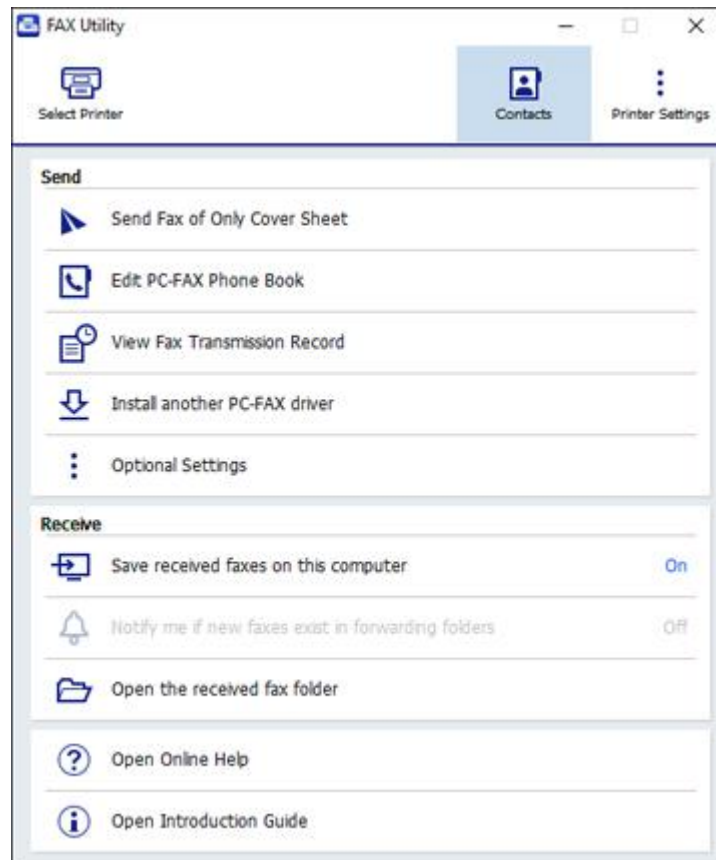 FAX Utility
Select Printer
Contacts
Printer Settings
Send
Send Fax of Only Cover Sheet
Edit PC-FAX Phone Book
View Fax Transmission Record
Install another PC-FAX driver
Optional Settings
Receive
Save received faxes on this computer On
Notify me if new faxes exist in forwarding folders Off
Open the received fax folder
Open Online Help
Open Introduction Guide